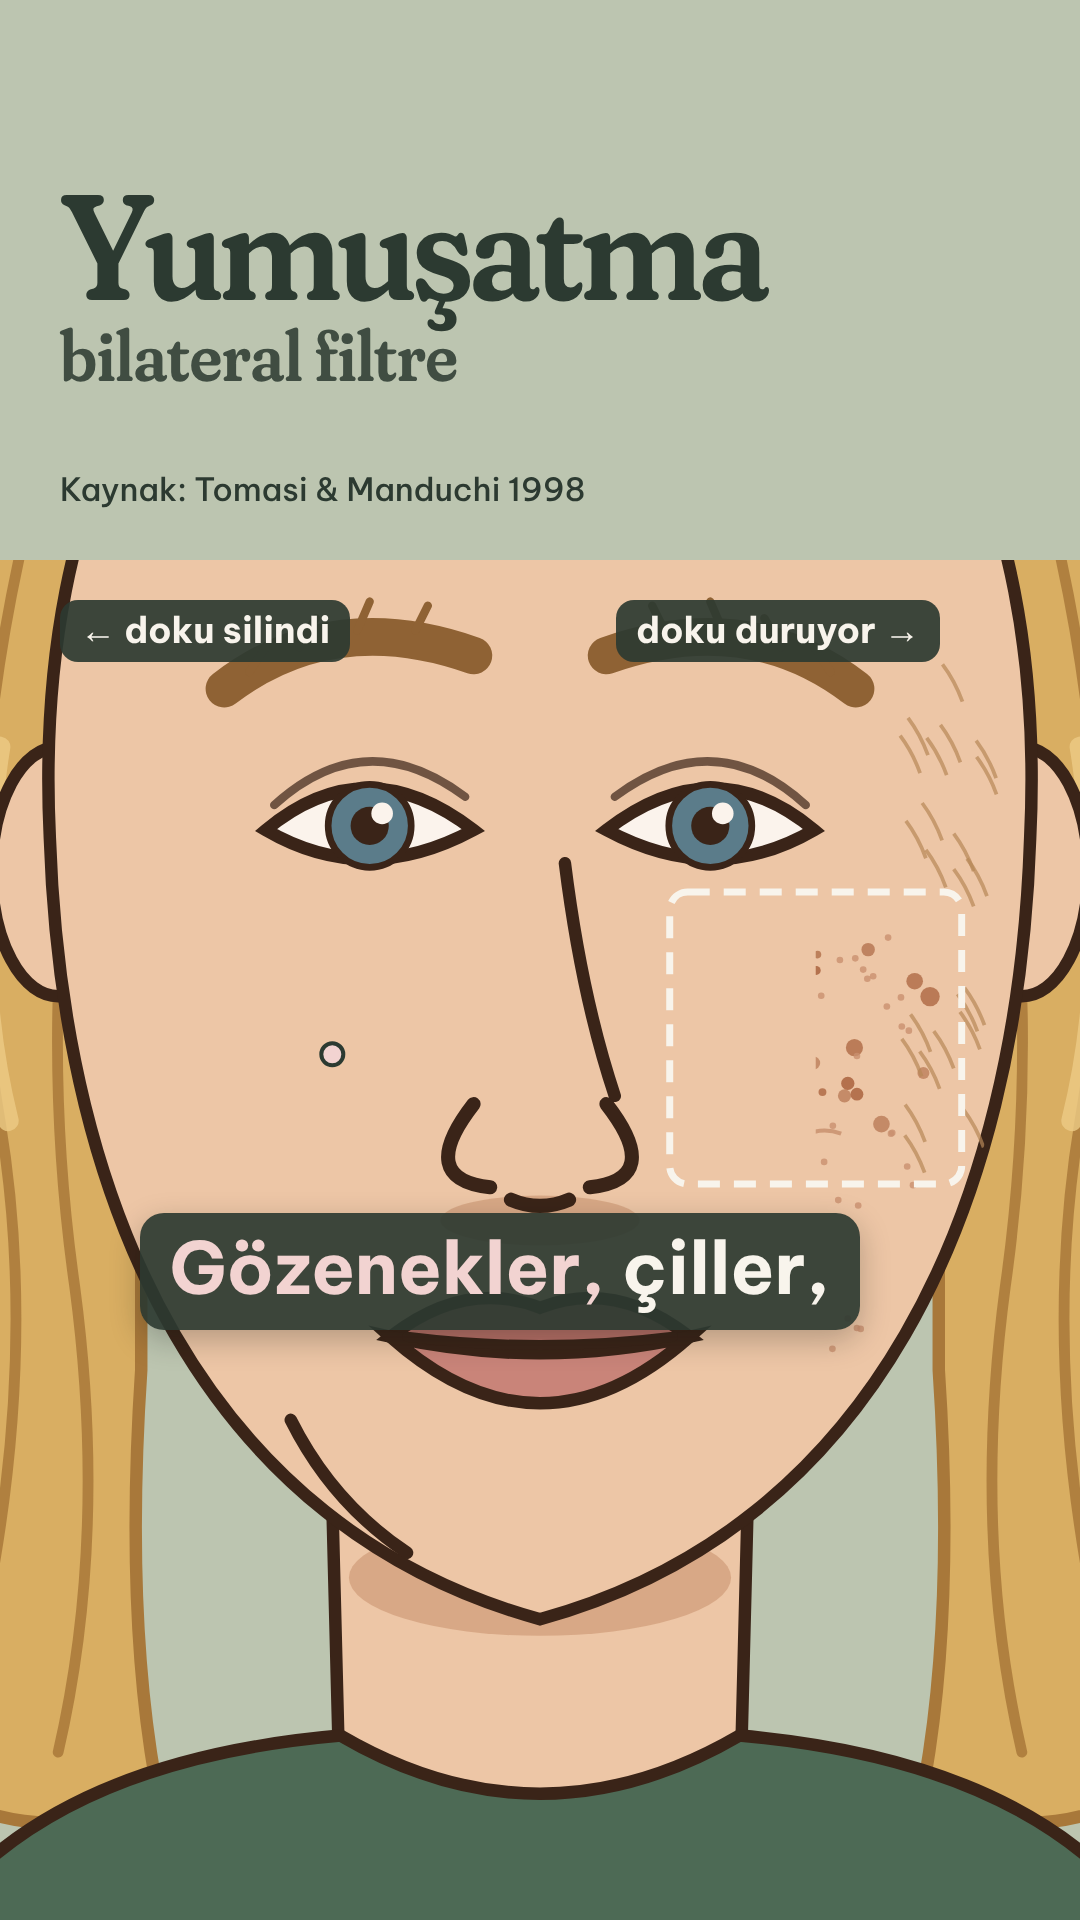 Yumuşatma
bilateral filtre
Kaynak: Tomasi & Manduchi 1998
← doku silindi
doku duruyor →
Gözenekler, çiller,